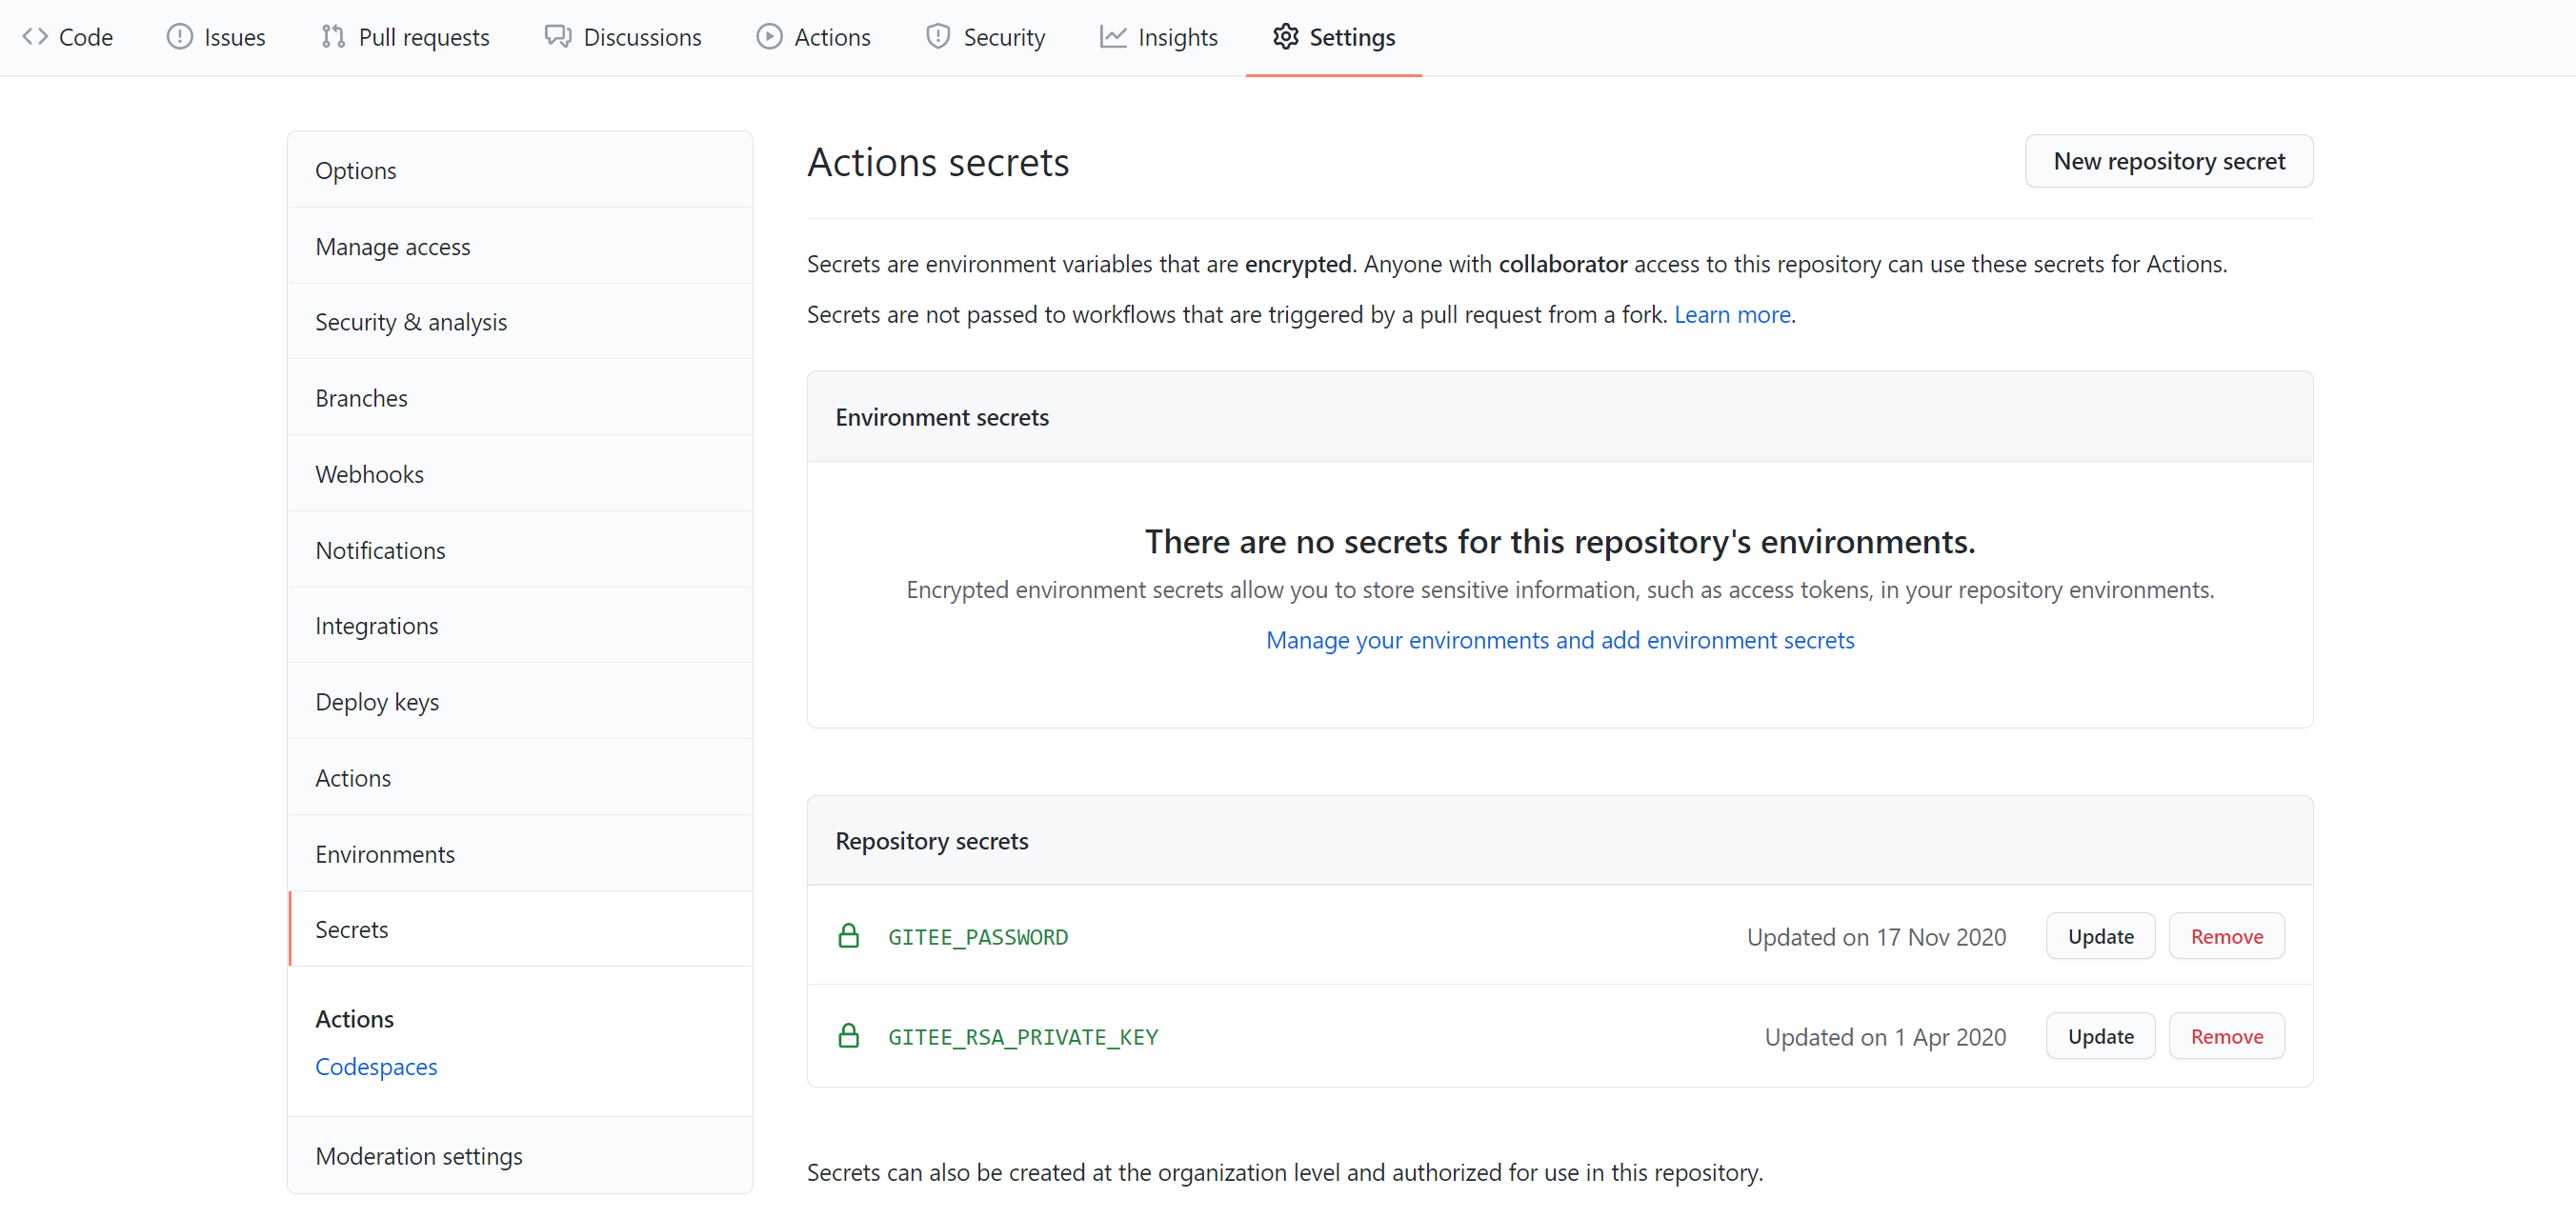 Code Issues Pull requests Discussions Actions Security Insights Settings
Options
Manage access
Security & analysis
Branches
Webhooks
Notifications
Integrations
Deploy keys
Actions
Environments
Secrets
Actions
Codespaces
Moderation settings
Actions secrets
New repository secret
Secrets are environment variables that are encrypted. Anyone with collaborator access to this repository can use these secrets for Actions.
Secrets are not passed to workflows that are triggered by a pull request from a fork. Learn more.
Environment secrets
There are no secrets for this repository's environments.
Encrypted environment secrets allow you to store sensitive information, such as access tokens, in your repository environments.
Manage your environments and add environment secrets
Repository secrets
GITEE_PASSWORD Updated on 17 Nov 2020 Update Remove
GITEE_RSA_PRIVATE_KEY Updated on 1 Apr 2020 Update Remove
Secrets can also be created at the organization level and authorized for use in this repository.